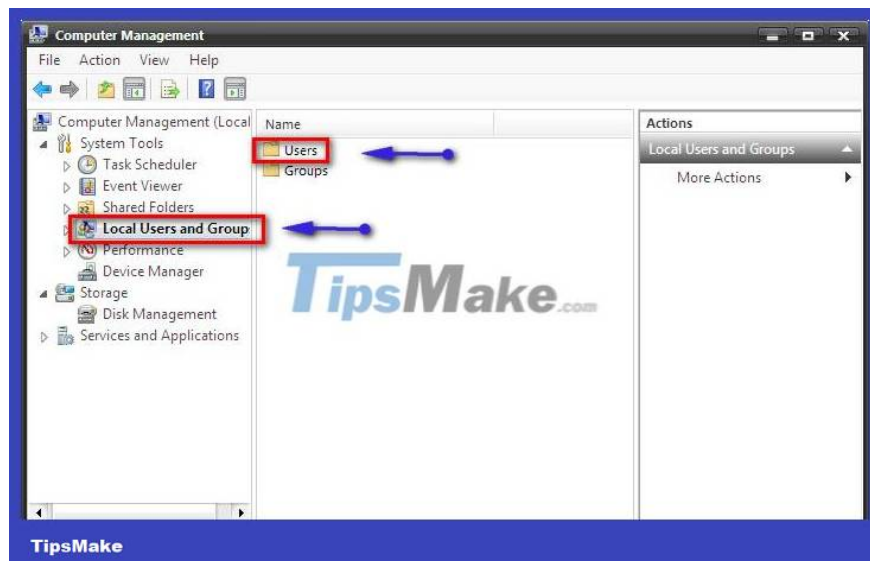 Computer Management
File Action View Help
Computer Management (Local
System Tools
Task Scheduler
Event Viewer
Shared Folders
Local Users and Group
Performance
Device Manager
Storage
Disk Management
Services and Applications
Name
Users
Groups
Actions
Local Users and Groups
More Actions
TipsMake.com
TipsMake